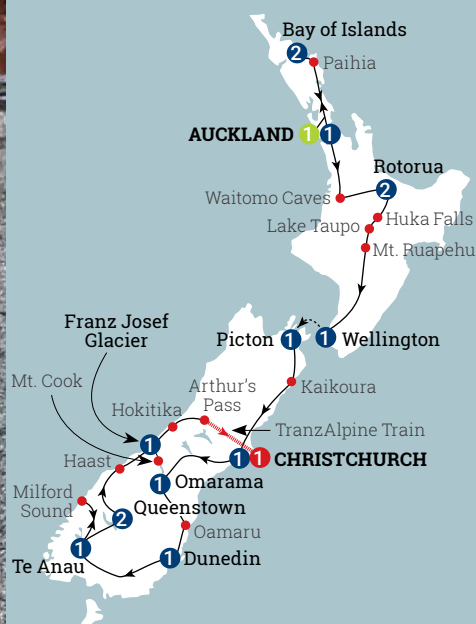 Bay of Islands
2
Paihia
AUCKLAND 1 1
Rotorua
2
Waitomo Caves
Huka Falls
Lake Taupo
Mt. Ruapehu
Franz Josef
Glacier
Picton 1
1 Wellington
Mt. Cook
Arthur's
Pass
Kaikoura
Hokitika
TranzAlpine Train
1
1 1 CHRISTCHURCH
Haast
1 Omarama
Milford
Sound
Queenstown
2
Oamaru
1
Te Anau
1 Dunedin